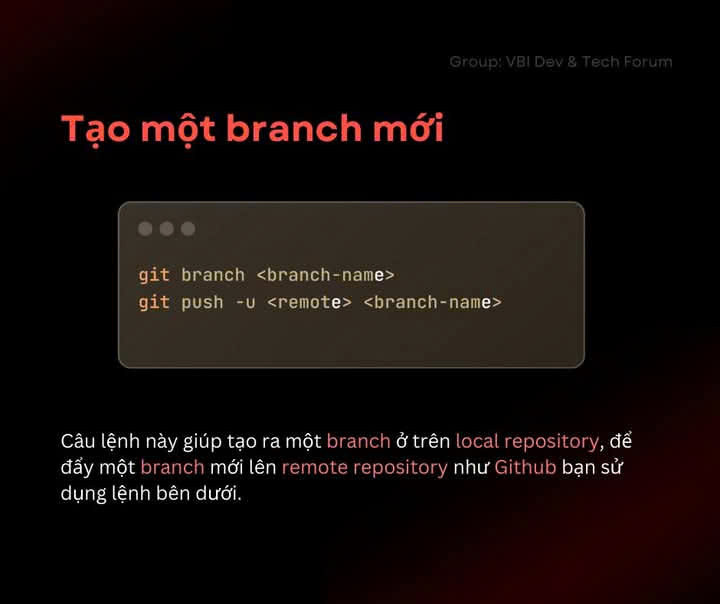 Group: VBI Dev & Tech Forum
Tạo một branch mới
git branch <branch-name>
git push -u <remote> <branch-name>
Câu lệnh này giúp tạo ra một branch ở trên local repository, để
đẩy một branch mới lên remote repository như Github bạn sử
dụng lệnh bên dưới.